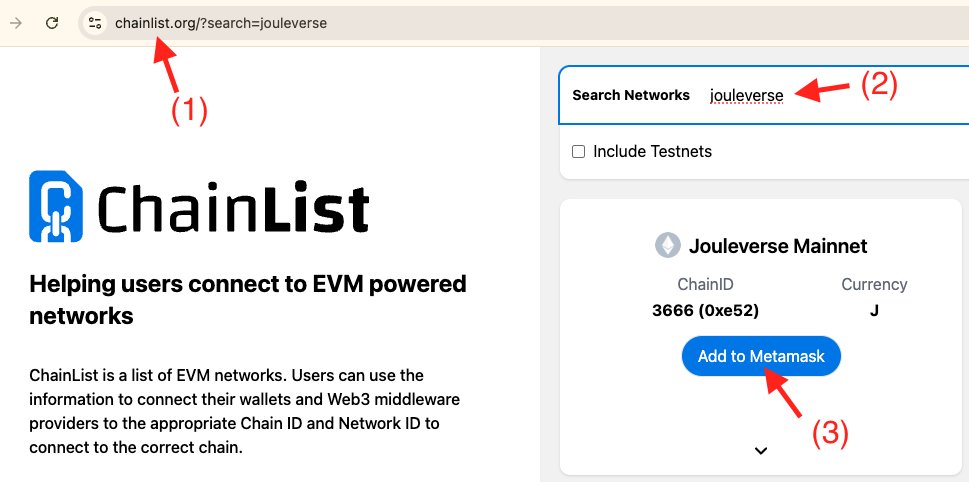 chainlist.org/?search=jouleverse
(1)
Search Networks jouleverse
(2)
Include Testnets
ChainList
Helping users connect to EVM powered
networks
ChainList is a list of EVM networks. Users can use the
information to connect their wallets and Web3 middleware
providers to the appropriate Chain ID and Network ID to
connect to the correct chain.
Jouleverse Mainnet
ChainID Currency
3666 (0xe52) J
Add to Metamask
(3)